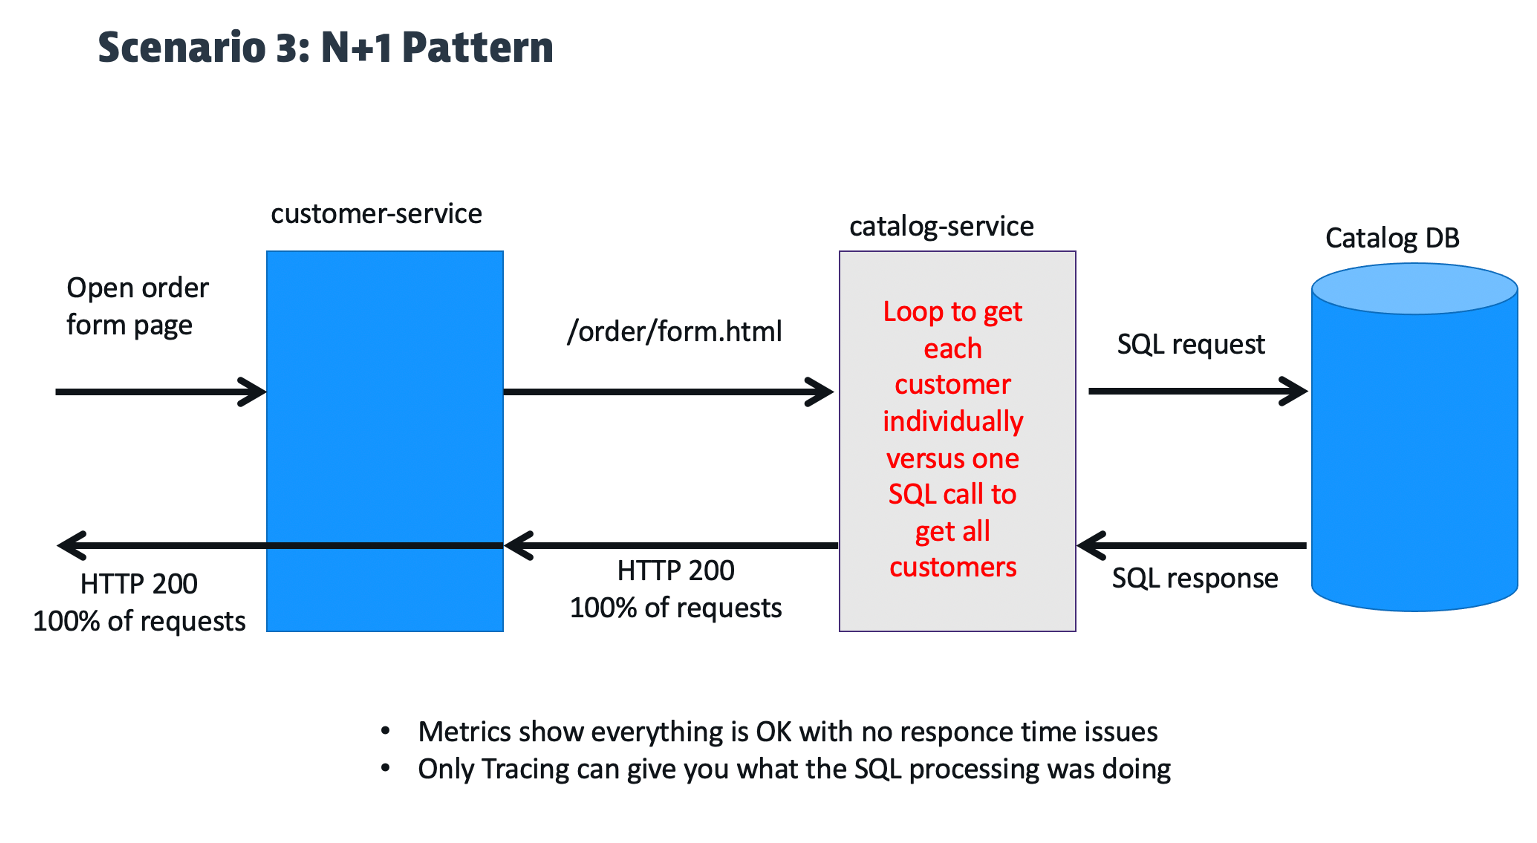 Scenario 3: N+1 Pattern
customer-service
catalog-service
Catalog DB
Open order
form page
/order/form.html
Loop to get
each
customer
individually
versus one
SQL call to
get all
customers
SQL request
HTTP 200
100% of requests
HTTP 200
100% of requests
SQL response
• Metrics show everything is OK with no responce time issues
• Only Tracing can give you what the SQL processing was doing